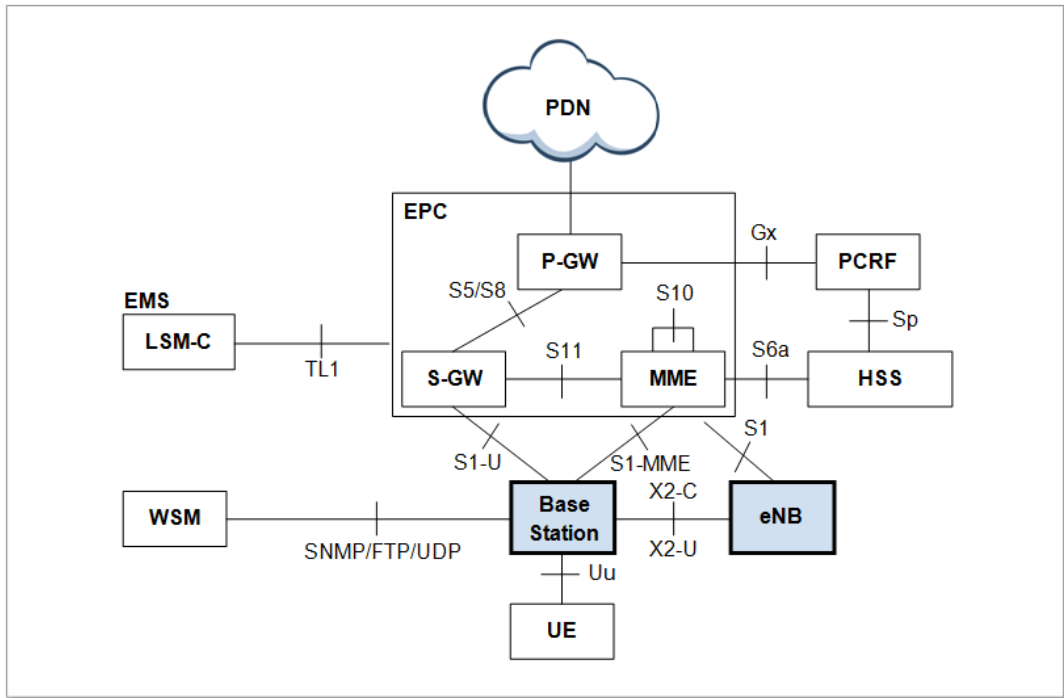 PDN
EPC
P-GW
Gx
PCRF
S5/S8
S10
Sp
EMS
LSM-C
TL1
S-GW
S11
MME
S6a
HSS
S1-U
S1-MME
S1
WSM
SNMP/FTP/UDP
Base
Station
X2-C
X2-U
eNB
Uu
UE